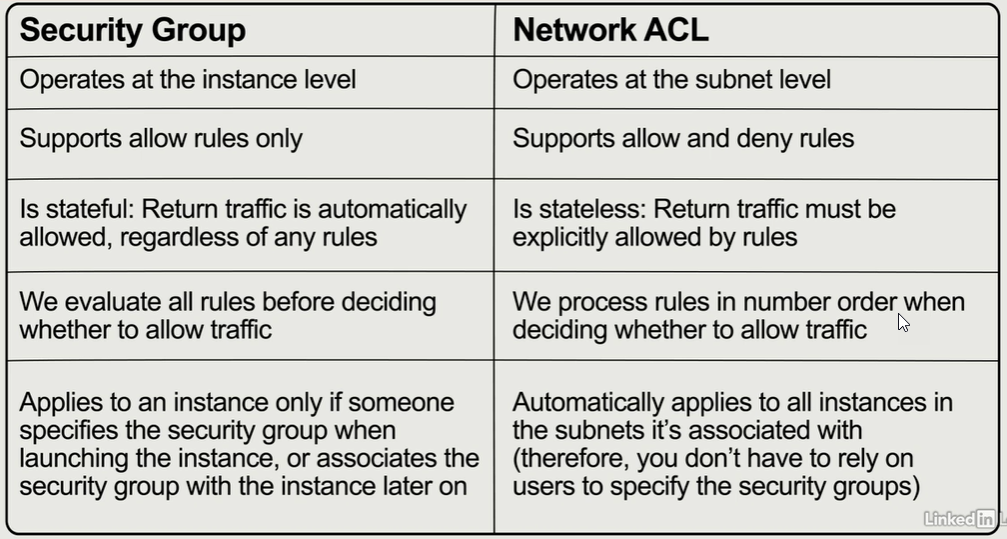 Security Group
Network ACL
Operates at the instance level
Operates at the subnet level
Supports allow rules only
Supports allow and deny rules
Is stateful: Return traffic is automatically
allowed, regardless of any rules
Is stateless: Return traffic must be
explicitly allowed by rules
We evaluate all rules before deciding
whether to allow traffic
We process rules in number order when
deciding whether to allow traffic
Applies to an instance only if someone
specifies the security group when
launching the instance, or associates the
security group with the instance later on
Automatically applies to all instances in
the subnets it’s associated with
(therefore, you don’t have to rely on
users to specify the security groups)
Linked in L